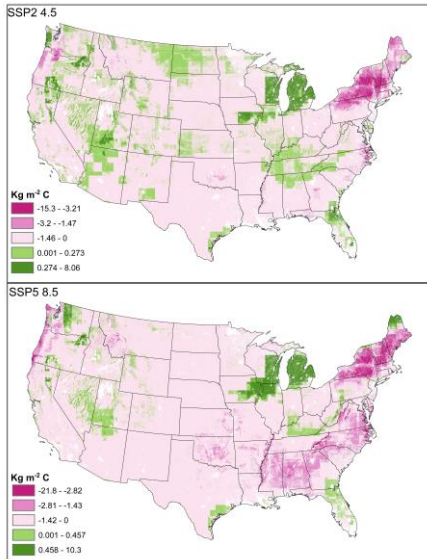 SSP2 4.5
Kg m⁻² C
-15.3 - -3.21
-3.2 - -1.47
-1.46 - 0
0.001 - 0.273
0.274 - 8.06
SSP5 8.5
Kg m⁻² C
-21.8 - -2.82
-2.81 - -1.43
-1.42 - 0
0.001 - 0.457
0.458 - 10.3